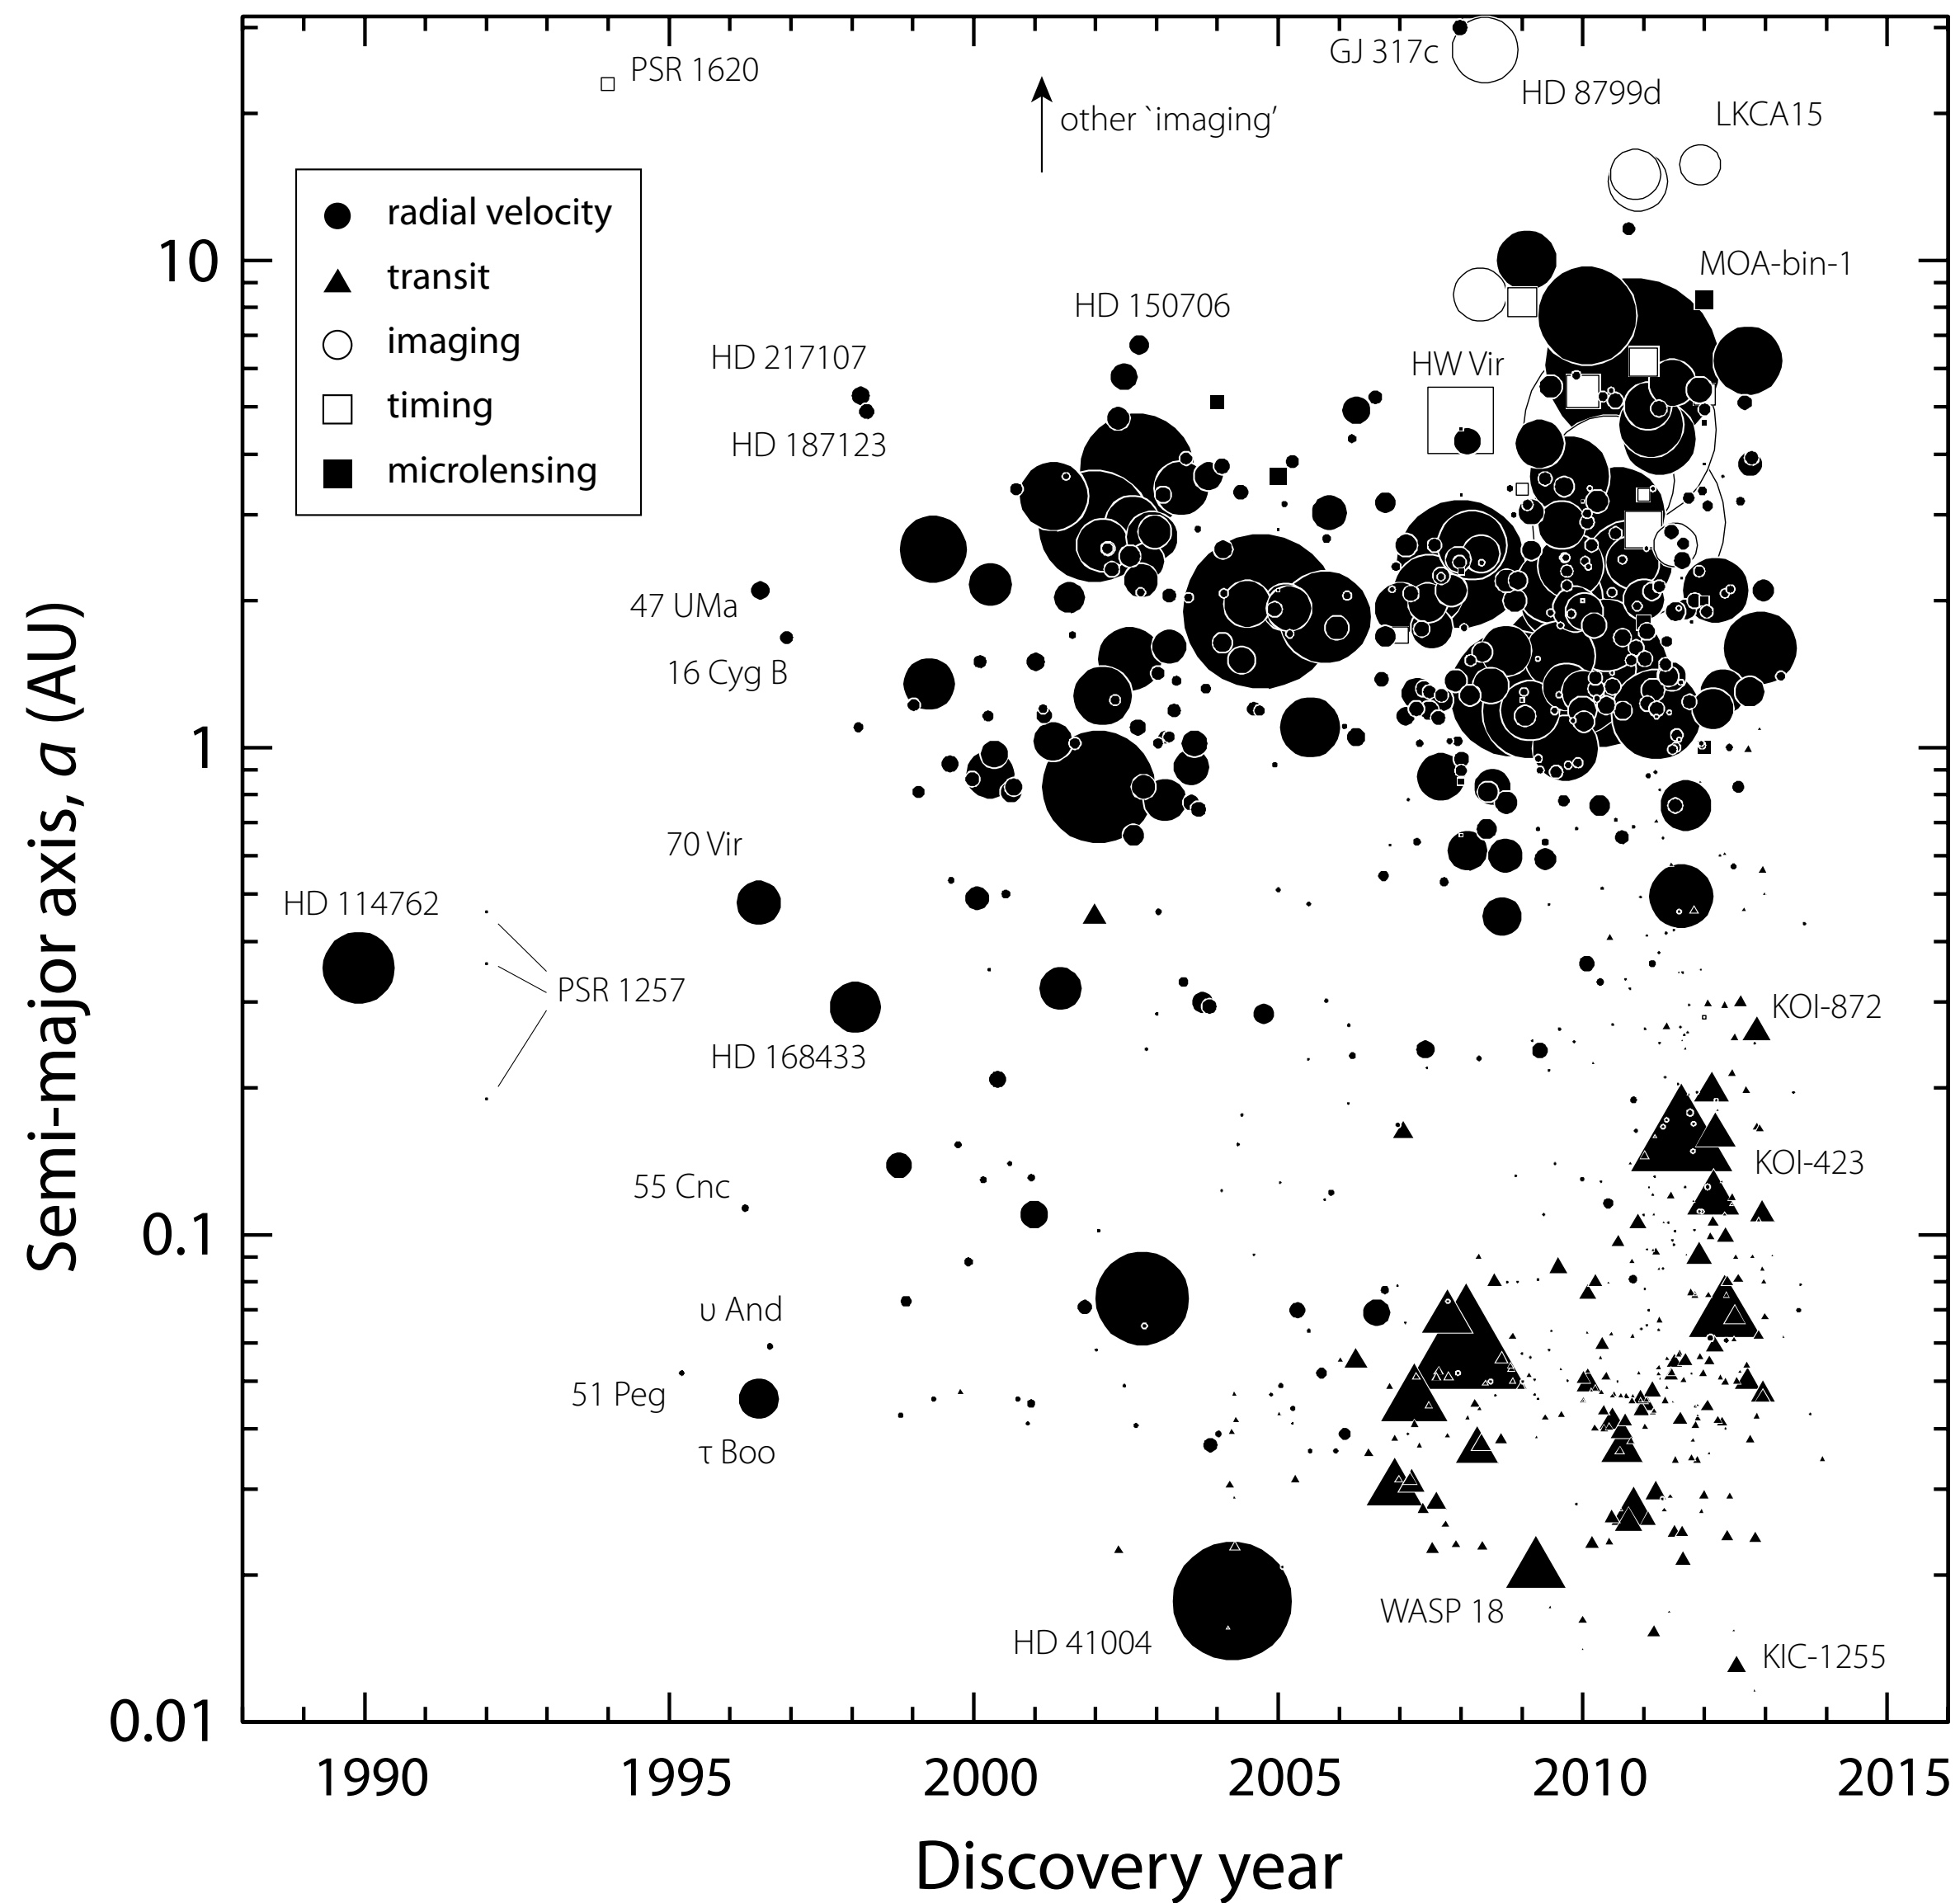 PSR 1620
other `imaging’
GJ 317c
HD 8799d
LKCA15
radial velocity
transit
imaging
timing
microlensing
10
MOA-bin-1
HD 150706
HD 217107
HW Vir
HD 187123
47 UMa
16 Cyg B
1
70 Vir
HD 114762
PSR 1257
KOI-872
HD 168433
KOI-423
55 Cnc
0.1
υ And
51 Peg
τ Boo
WASP 18
HD 41004
KIC-1255
0.01
Semi-major axis, a (AU)
1990 1995 2000 2005 2010 2015
Discovery year